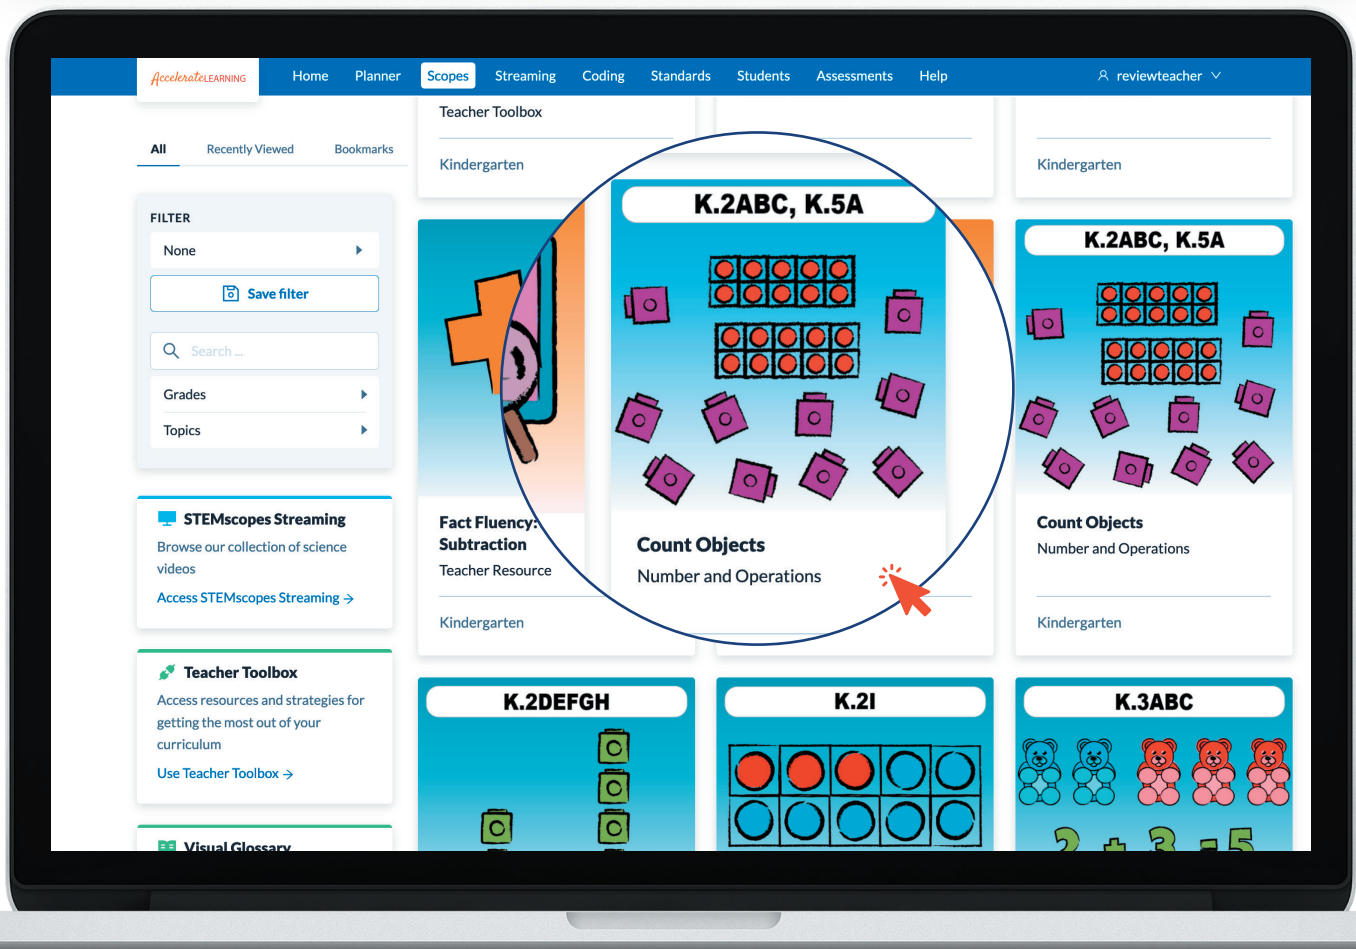 AccelerateLEARNING
Home Planner Scopes Streaming Coding Standards Students Assessments Help
reviewteacher
All Recently Viewed Bookmarks
FILTER
None
Save filter
Search ...
Grades
Topics
STEMscopes Streaming
Browse our collection of science
videos
Access STEMscopes Streaming →
Teacher Toolbox
Access resources and strategies for
getting the most out of your
curriculum
Use Teacher Toolbox →
Visual Glossary
Teacher Toolbox
Kindergarten
Kindergarten
Fact Fluency:
Subtraction
Teacher Resource
Kindergarten
K.2ABC, K.5A
Count Objects
Number and Operations
K.2ABC, K.5A
Count Objects
Number and Operations
Kindergarten
K.2DEFGH
K.2I
K.3ABC
2 + 3 = 5